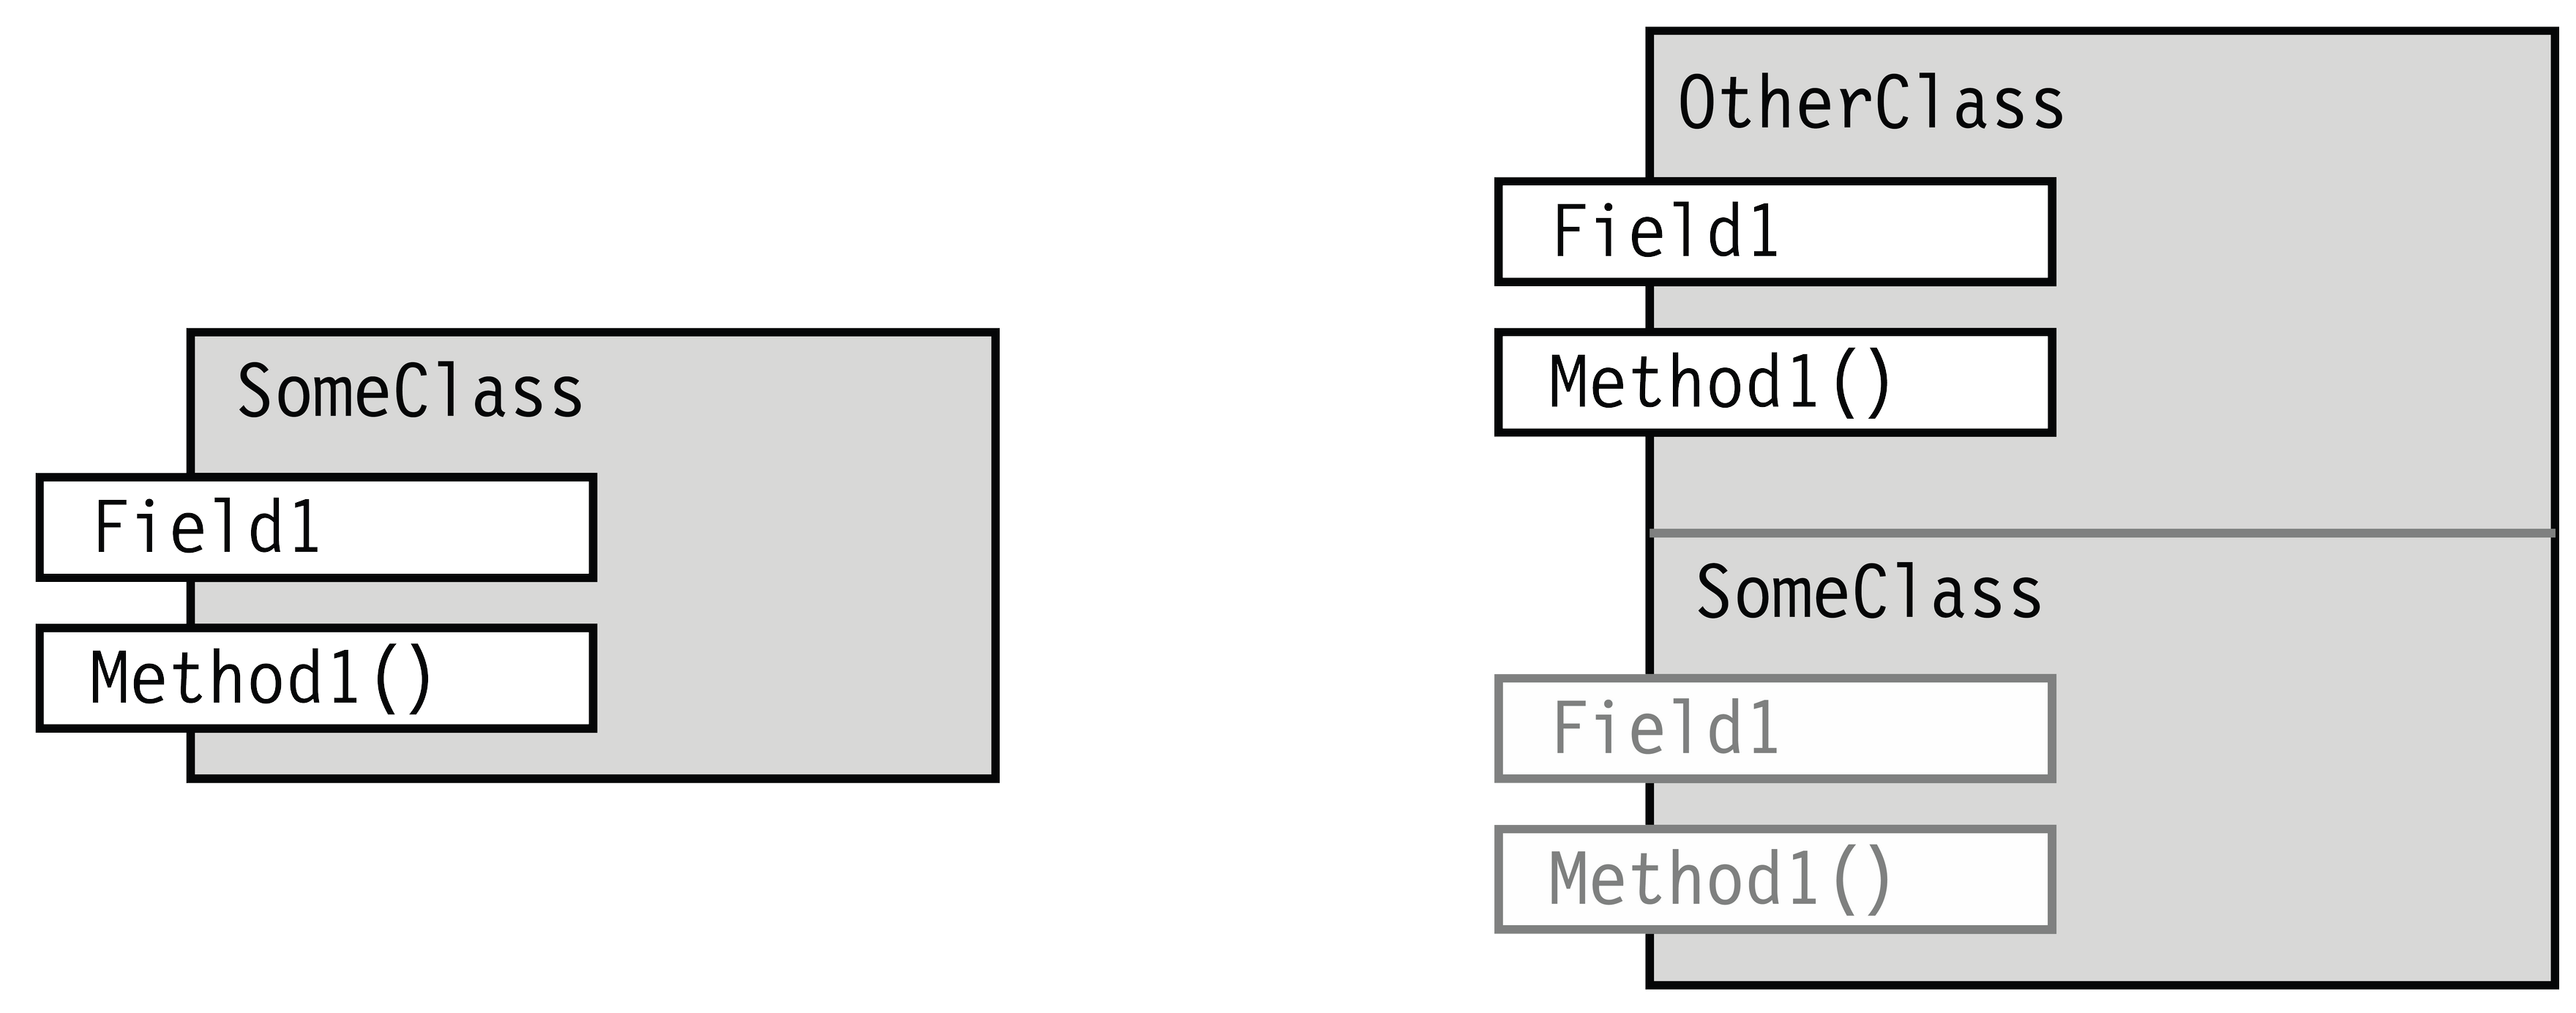 SomeClass
Field1
Method1()
OtherClass
Field1
Method1()
SomeClass
Field1
Method1()